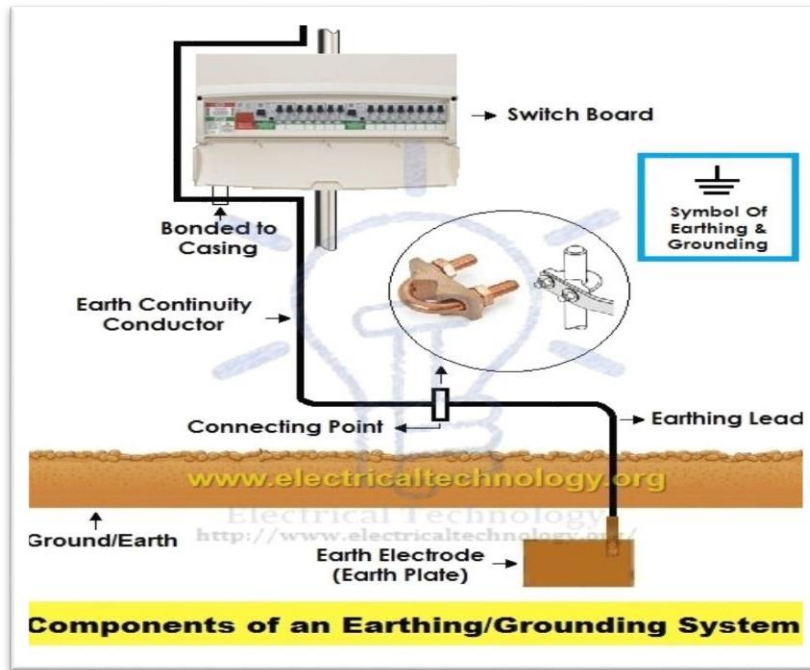 Switch Board
Symbol Of
Earthing &
Grounding
Bonded to
Casing
Earth Continuity
Conductor
Connecting Point
Earthing Lead
www.electricaltechnology.org
Electrical Technology
http://www.electricaltechnology.org/
Ground/Earth
Earth Electrode
(Earth Plate)
Components of an Earthing/Grounding System